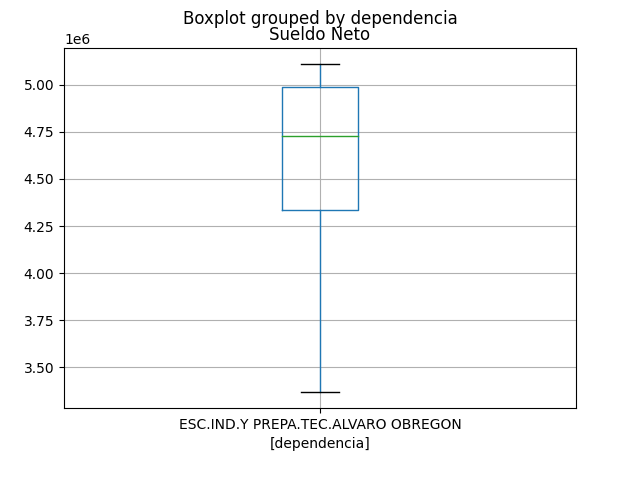 Boxplot grouped by dependencia
Sueldo Neto
1e6
5.00
4.75
4.50
4.25
4.00
3.75
3.50
ESC.IND.Y PREPA.TEC.ALVARO OBREGON
[dependencia]